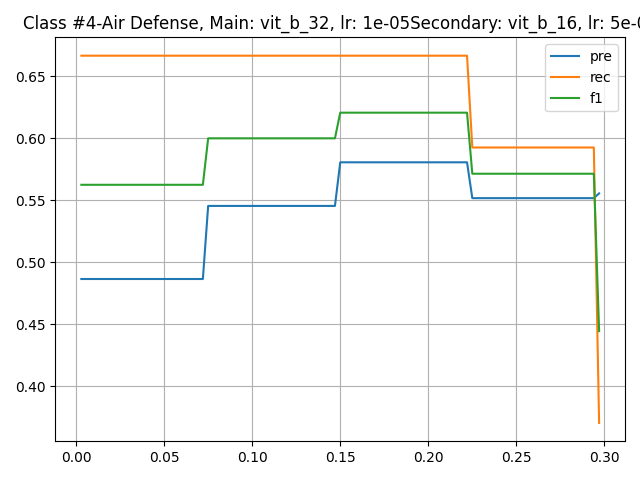 Class #4-Air Defense, Main: vit_b_32, lr: 1e-05Secondary: vit_b_16, lr: 5e-0
pre
rec
f1
0.65
0.60
0.55
0.50
0.45
0.40
0.00 0.05 0.10 0.15 0.20 0.25 0.30